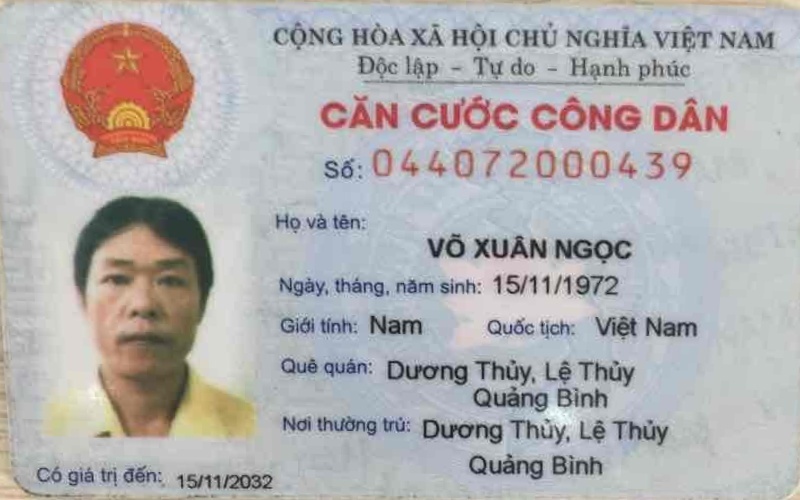 CỘNG HÒA XÃ HỘI CHỦ NGHĨA VIỆT NAM
Độc lập - Tự do - Hạnh phúc
CĂN CƯỚC CÔNG DÂN
Số: 044072000439
Họ và tên:
VÕ XUÂN NGỌC
Ngày, tháng, năm sinh: 15/11/1972
Giới tính: Nam Quốc tịch: Việt Nam
Quê quán: Dương Thủy, Lệ Thủy
Quảng Bình
Nơi thường trú: Dương Thủy, Lệ Thủy
Quảng Bình
Có giá trị đến: 15/11/2032